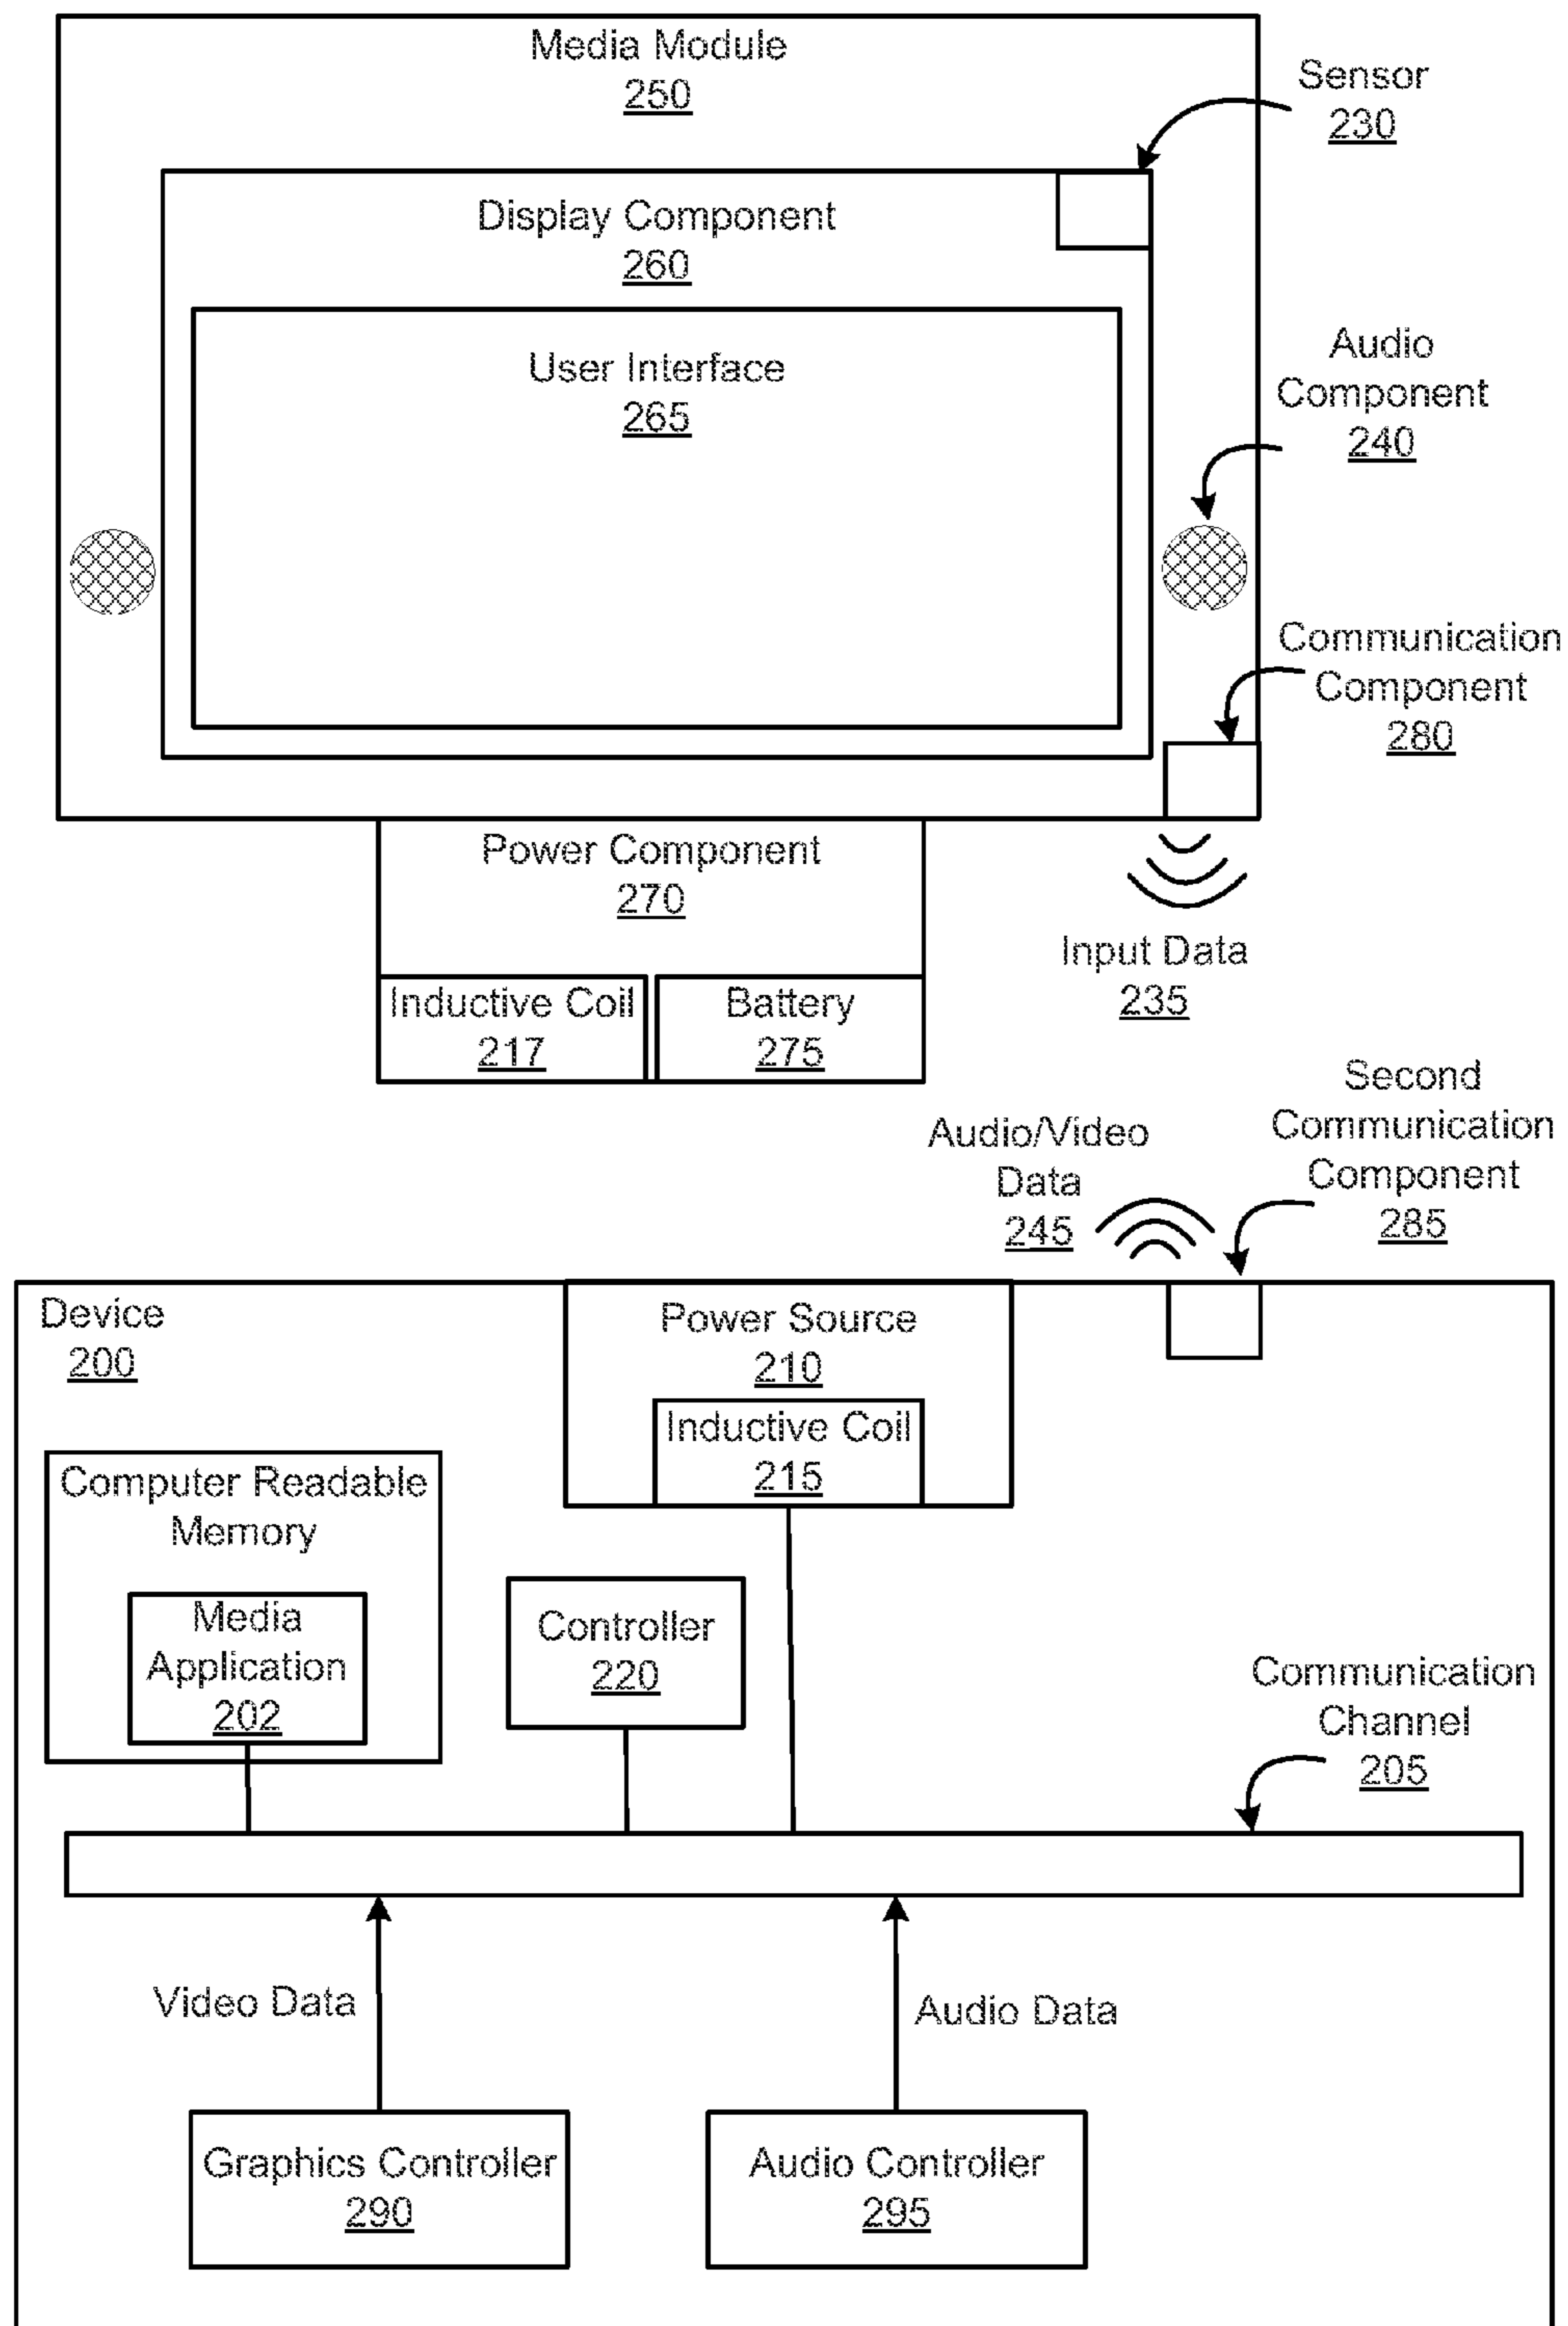 Media Module
250
Sensor
230
Display Component
260
User Interface
265
Audio
Component
240
Communication
Component
280
Power Component
270
Input Data
235
Inductive Coil
217
Battery
275
Second
Communication
Component
285
Audio/Video
Data
245
Device
200
Power Source
210
Inductive Coil
215
Computer Readable
Memory
Media
Application
202
Controller
220
Communication
Channel
205
Video Data
Audio Data
Graphics Controller
290
Audio Controller
295